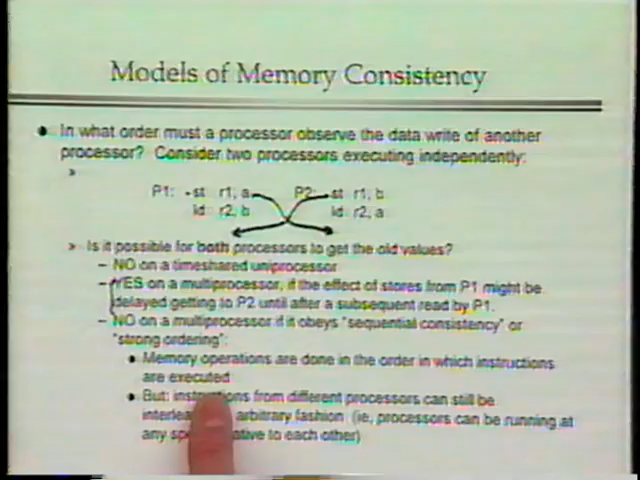 Models of Memory Consistency
● In what order must a processor observe the data write of another
processor? Consider two processors executing independently:
»
P1: st r1, a P2: st r1, b
ld r2, b ld r2, a
» Is it possible for both processors to get the old values?
– NO on a timeshared uniprocessor
– YES on a multiprocessor, if the effect of stores from P1 might be
delayed getting to P2 until after a subsequent read by P1.
– NO on a multiprocessor if it obeys "sequential consistency" or
"strong ordering":
● Memory operations are done in the order in which instructions
are executed
● But: instructions from different processors can still be
arbitrary fashion (ie, processors can be running at
any to each other)